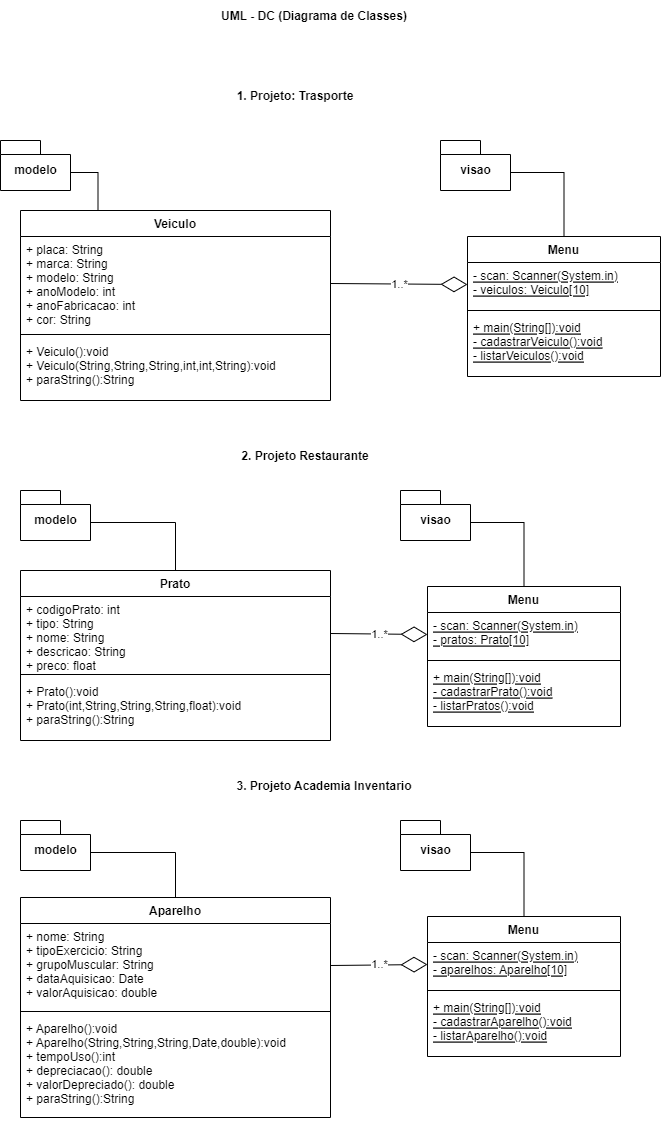 UML - DC (Diagrama de Classes)
1. Projeto: Trasporte
modelo
visao
Veiculo
+ placa: String
+ marca: String
+ modelo: String
+ anoModelo: int
+ anoFabricacao: int
+ cor: String
+ Veiculo():void
+ Veiculo(String,String,String,int,int,String):void
+ paraString():String
1..*
Menu
- scan: Scanner(System.in)
- veiculos: Veiculo[10]
+ main(String[]):void
- cadastrarVeiculo():void
- listarVeiculos():void
2. Projeto Restaurante
modelo
visao
Prato
+ codigoPrato: int
+ tipo: String
+ nome: String
+ descricao: String
+ preco: float
+ Prato():void
+ Prato(int,String,String,String,float):void
+ paraString():String
1..*
Menu
- scan: Scanner(System.in)
- pratos: Prato[10]
+ main(String[]):void
- cadastrarPrato():void
- listarPratos():void
3. Projeto Academia Inventario
modelo
visao
Aparelho
+ nome: String
+ tipoExercicio: String
+ grupoMuscular: String
+ dataAquisicao: Date
+ valorAquisicao: double
+ Aparelho():void
+ Aparelho(String,String,String,Date,double):void
+ tempoUso():int
+ depreciacao(): double
+ valorDepreciado(): double
+ paraString():String
1..*
Menu
- scan: Scanner(System.in)
- aparelhos: Aparelho[10]
+ main(String[]):void
- cadastrarAparelho():void
- listarAparelho():void